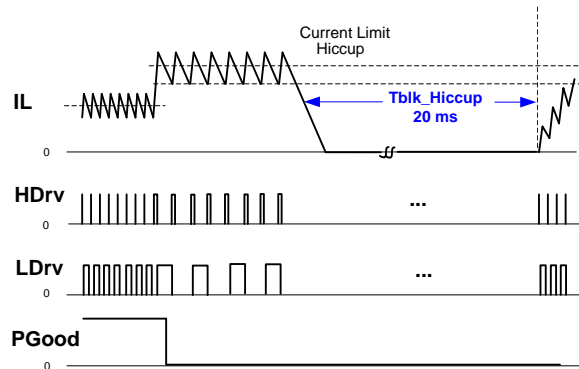 Current Limit
Hiccup
IL
Tblk_Hiccup
20 ms
0
HDrv
...
0
LDrv
...
0
PGood
0